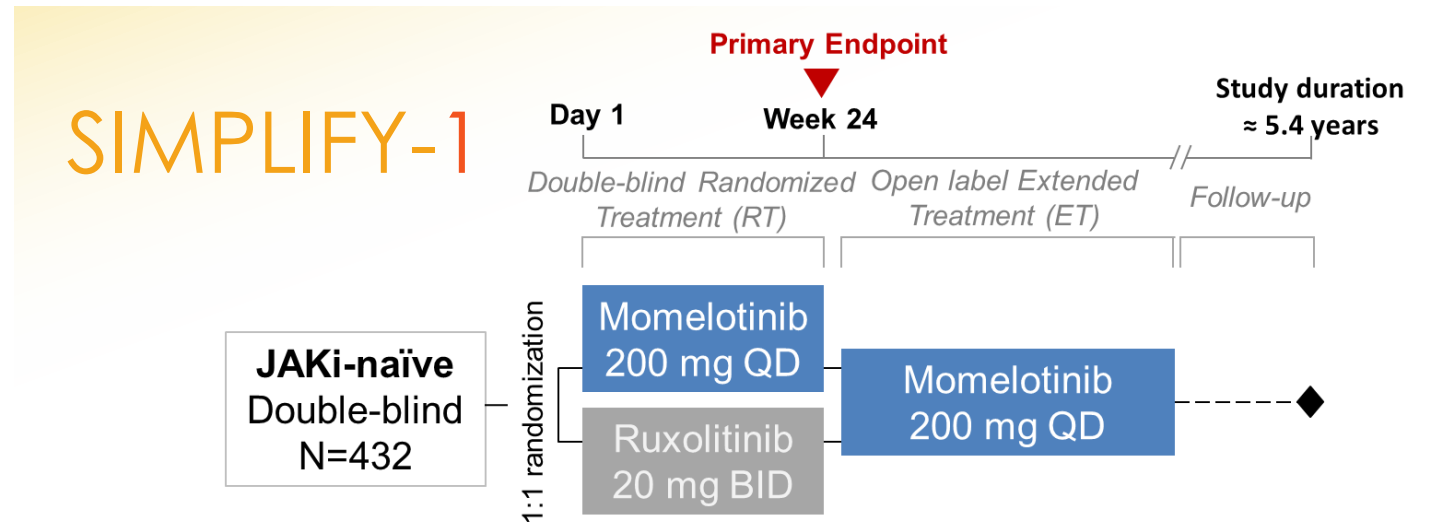 SIMPLIFY-1
Primary Endpoint
Day 1
Week 24
Study duration
≈ 5.4 years
Double-blind Randomized
Treatment (RT)
Open label Extended
Treatment (ET)
Follow-up
JAKi-naïve
Double-blind
N=432
1:1 randomization
Momelotinib
200 mg QD
Ruxolitinib
20 mg BID
Momelotinib
200 mg QD